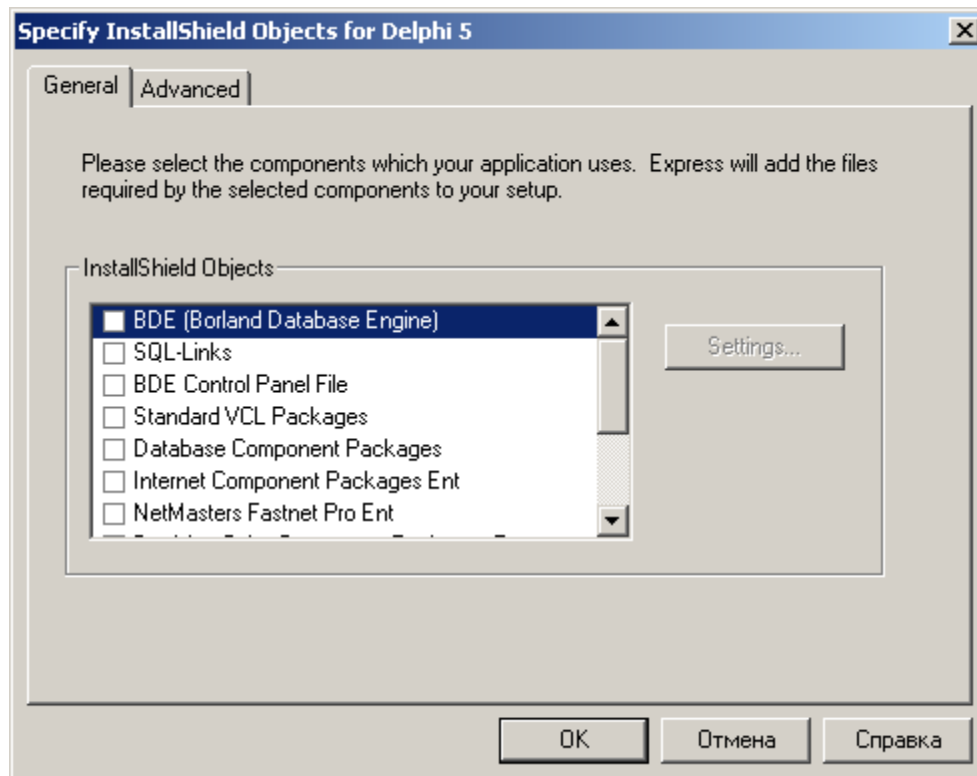 Specify InstallShield Objects for Delphi 5
General
Advanced
Please select the components which your application uses. Express will add the files
required by the selected components to your setup.
InstallShield Objects
BDE (Borland Database Engine)
SQL-Links
BDE Control Panel File
Standard VCL Packages
Database Component Packages
Internet Component Packages Ent
NetMasters Fastnet Pro Ent
Settings...
OK
Отмена
Справка